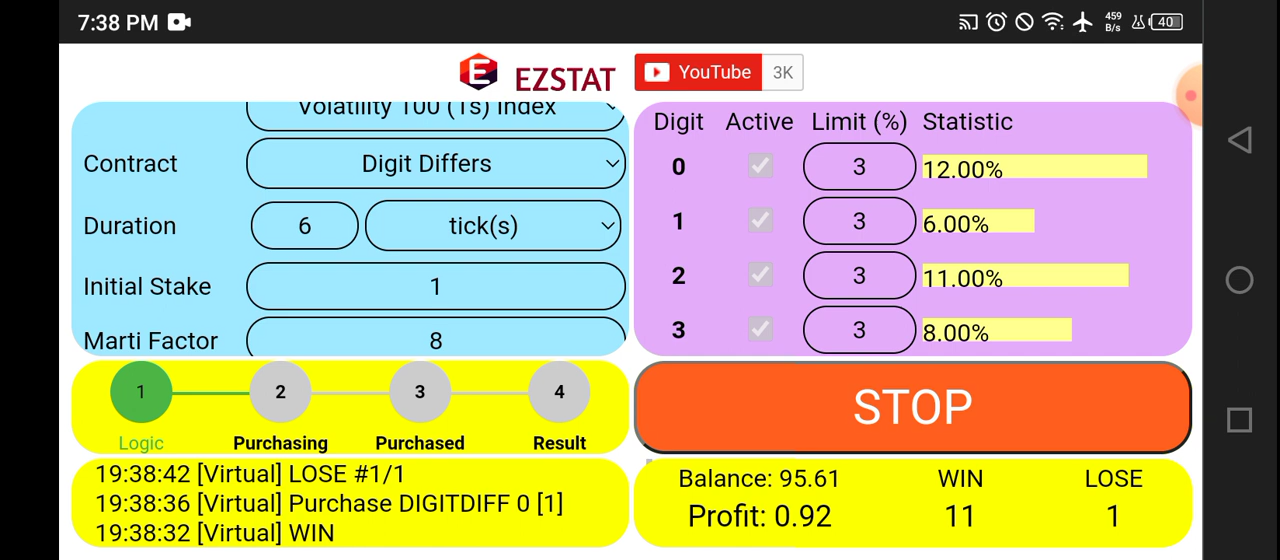 7:38 PM
459
B/s
40
EZSTAT
YouTube 3K
Volatility 100 (1s) Index
Contract Digit Differs
Duration 6 tick(s)
Initial Stake 1
Marti Factor 8
Digit Active Limit (%) Statistic
0 3 12.00%
1 3 6.00%
2 3 11.00%
3 3 8.00%
1 2 3 4
Logic Purchasing Purchased Result
STOP
19:38:42 [Virtual] LOSE #1/1
19:38:36 [Virtual] Purchase DIGITDIFF 0 [1]
19:38:32 [Virtual] WIN
Balance: 95.61 WIN LOSE
Profit: 0.92 11 1